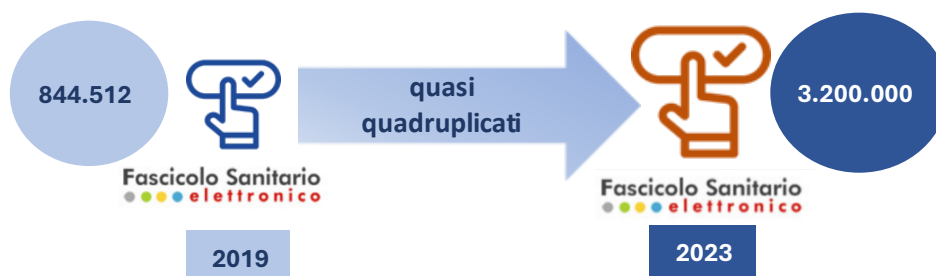 844.512
quasi
quadruplicati
3.200.000
Fascicolo Sanitario
elettronico
Fascicolo Sanitario
elettronico
2019
2023